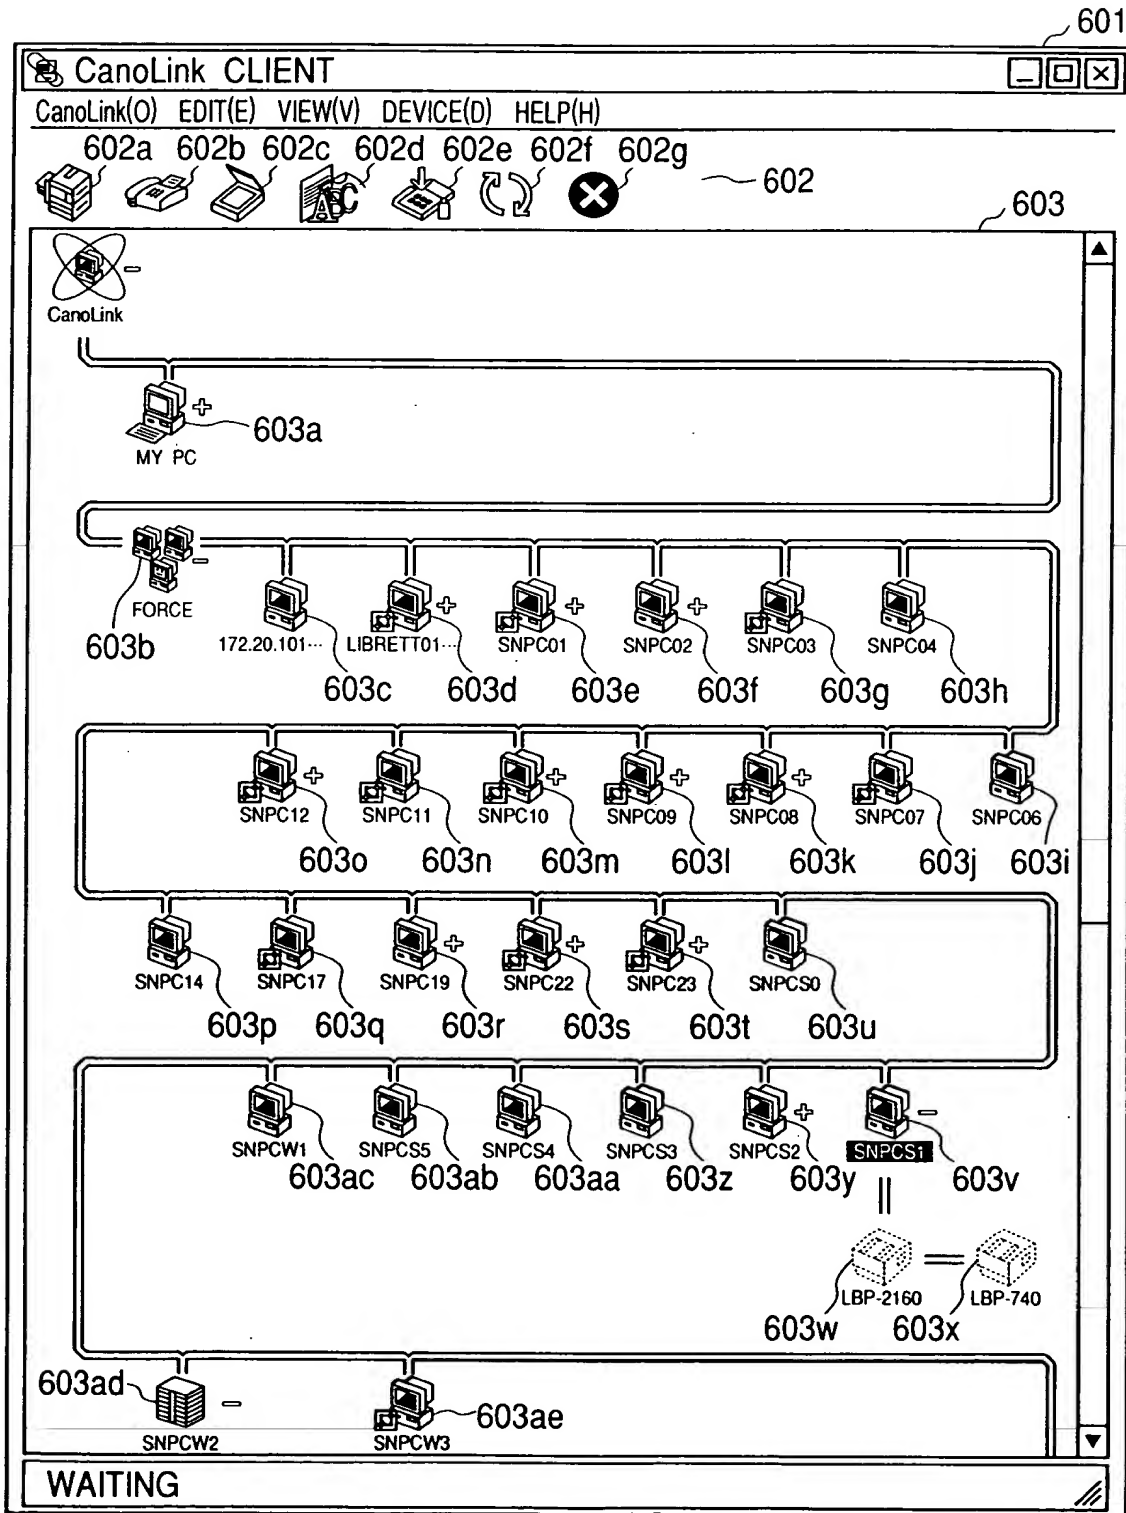 601
CanoLink CLIENT
CanoLink(O) EDIT(E) VIEW(V) DEVICE(D) HELP(H)
602a 602b 602c 602d 602e 602f 602g
602
ABC
603
CanoLink
603a
MY PC
FORCE
603b
172.20.101… LIBRETT01… SNPC01 SNPC02 SNPC03 SNPC04
603c 603d 603e 603f 603g 603h
SNPC12 SNPC11 SNPC10 SNPC09 SNPC08 SNPC07 SNPC06
603o 603n 603m 603l 603k 603j 603i
SNPC14 SNPC17 SNPC19 SNPC22 SNPC23 SNPCS0
603p 603q 603r 603s 603t 603u
SNPCW1 SNPCS5 SNPCS4 SNPCS3 SNPCS2 SNPCS1
603ac 603ab 603aa 603z 603y 603v
LBP-2160 LBP-740
603w 603x
603ad
603ae
SNPCW2 SNPCW3
WAITING